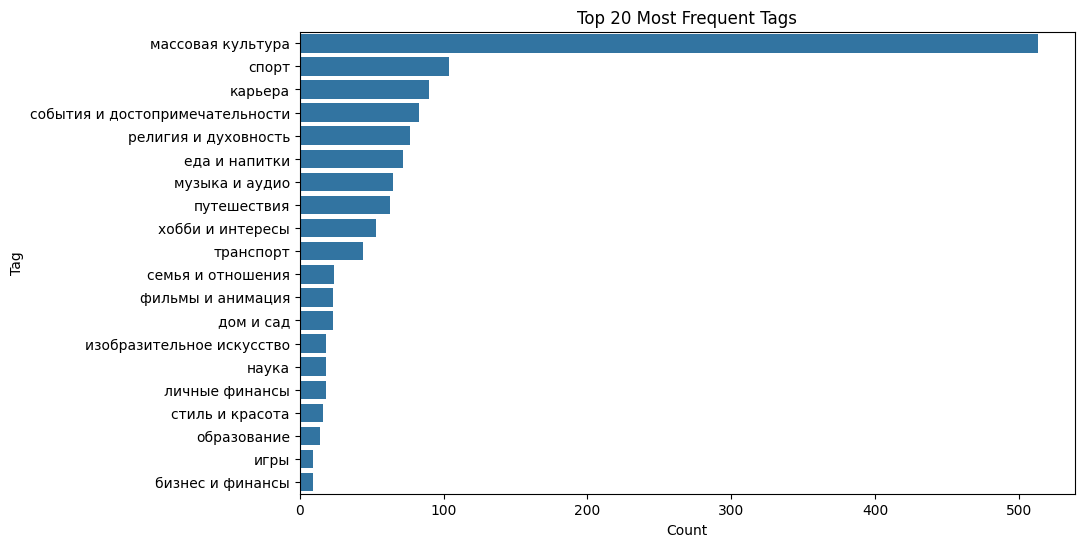 Top 20 Most Frequent Tags
массовая культура
спорт
карьера
события и достопримечательности
религия и духовность
еда и напитки
музыка и аудио
путешествия
хобби и интересы
транспорт
семья и отношения
фильмы и анимация
дом и сад
изобразительное искусство
наука
личные финансы
стиль и красота
образование
игры
бизнес и финансы
Tag
0 100 200 300 400 500
Count